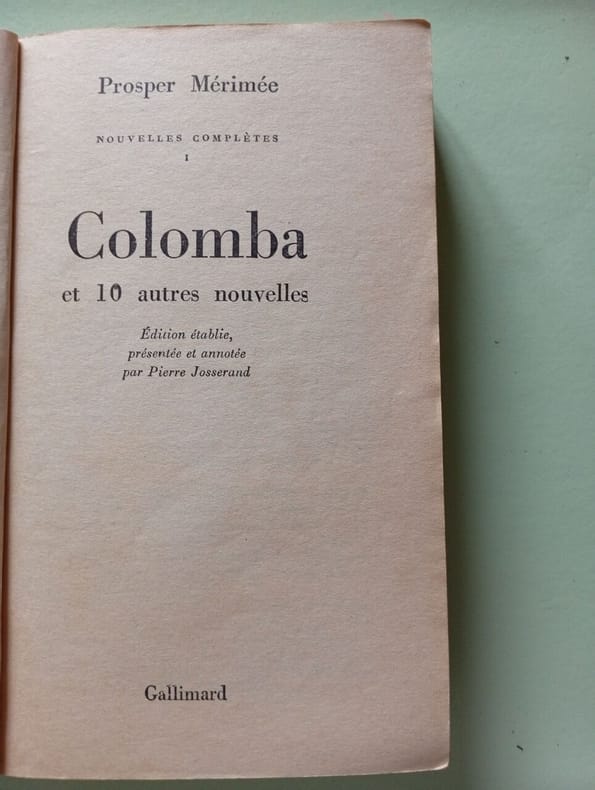 Prosper Mérimée
NOUVELLES COMPLÈTES
I
Colomba
et 10 autres nouvelles
Édition établie,
présentée et annotée
par Pierre Josserand
Gallimard